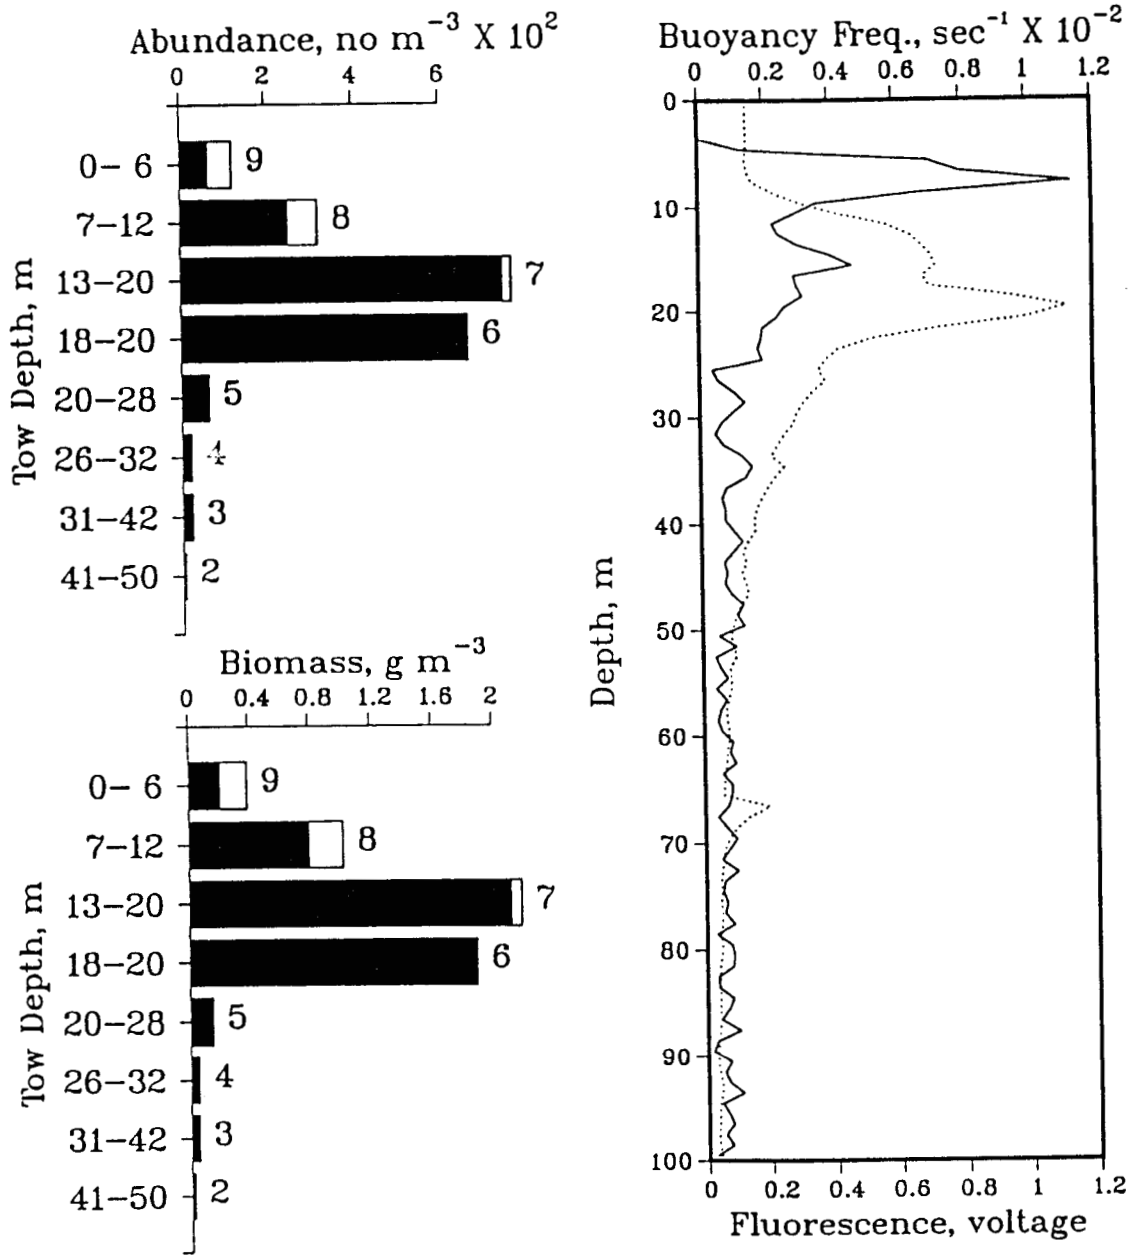 Abundance, no m⁻³ X 10²
0 2 4 6
Tow Depth, m
0– 6 9
7–12 8
13–20 7
18–20 6
20–28 5
26–32 4
31–42 3
41–50 2
Biomass, g m⁻³
0 0.4 0.8 1.2 1.6 2
Tow Depth, m
0– 6 9
7–12 8
13–20 7
18–20 6
20–28 5
26–32 4
31–42 3
41–50 2
Buoyancy Freq., sec⁻¹ X 10⁻²
0 0.2 0.4 0.6 0.8 1 1.2
Depth, m
0
10
20
30
40
50
60
70
80
90
100
0 0.2 0.4 0.6 0.8 1 1.2
Fluorescence, voltage